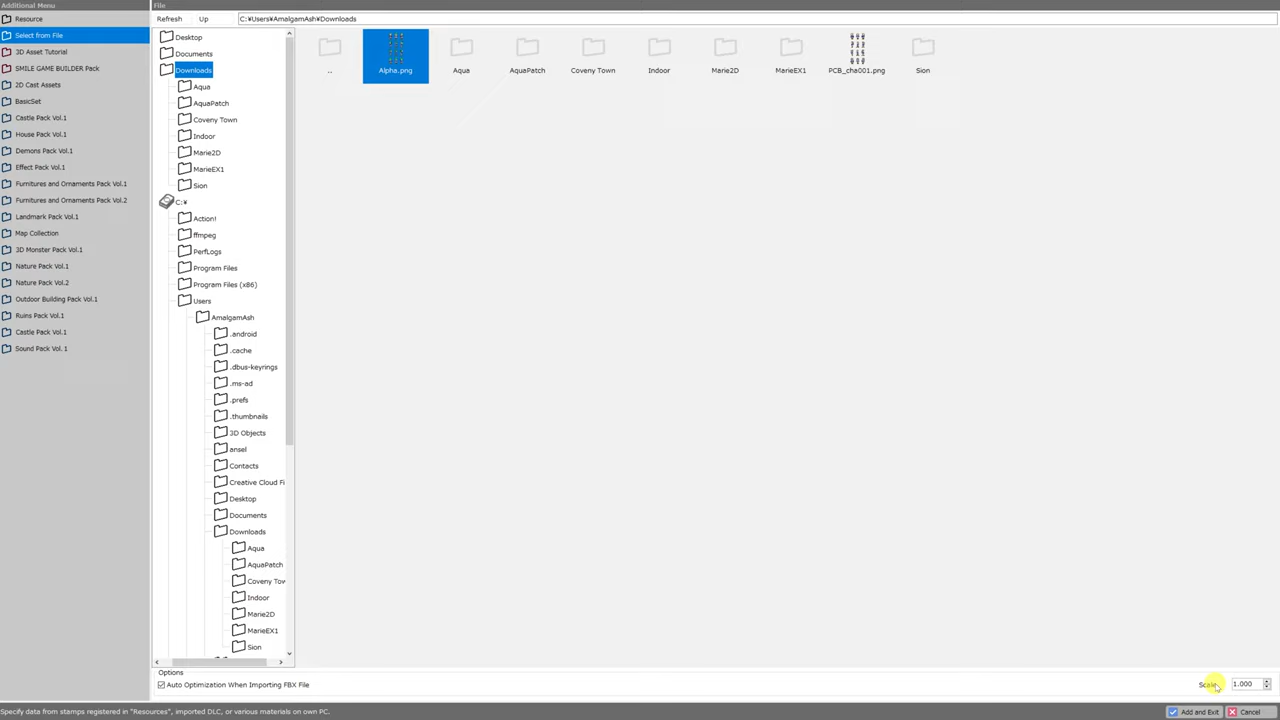 Additional Menu
Resource
Select from File
3D Asset Tutorial
SMILE GAME BUILDER Pack
2D Cast Assets
BasicSet
Castle Pack Vol.1
House Pack Vol.1
Demons Pack Vol.1
Effect Pack Vol.1
Furnitures and Ornaments Pack Vol.1
Furnitures and Ornaments Pack Vol.2
Landmark Pack Vol.1
Map Collection
3D Monster Pack Vol.1
Nature Pack Vol.1
Nature Pack Vol.2
Outdoor Building Pack Vol.1
Ruins Pack Vol.1
Castle Pack Vol.1
Sound Pack Vol. 1
File
Refresh Up C:¥Users¥AmalgamAsh¥Downloads
Desktop
Documents
Downloads
Aqua
AquaPatch
Coveny Town
Indoor
Marie2D
MarieEX1
Sion
C:¥
Action!
ffmpeg
PerfLogs
Program Files
Program Files (x86)
Users
AmalgamAsh
.android
.cache
.dbus-keyrings
.ms-ad
.prefs
.thumbnails
3D Objects
ansel
Contacts
Creative Cloud Fi
Desktop
Documents
Downloads
Aqua
AquaPatch
Coveny Tow
Indoor
Marie2D
MarieEX1
Sion
.. Alpha.png Aqua AquaPatch Coveny Town Indoor Marie2D MarieEX1 PCB_cha001.png Sion
Options
Auto Optimization When Importing FBX File Scale 1.000
Specify data from stamps registered in "Resources", imported DLC, or various materials on own PC. Add and Exit Cancel